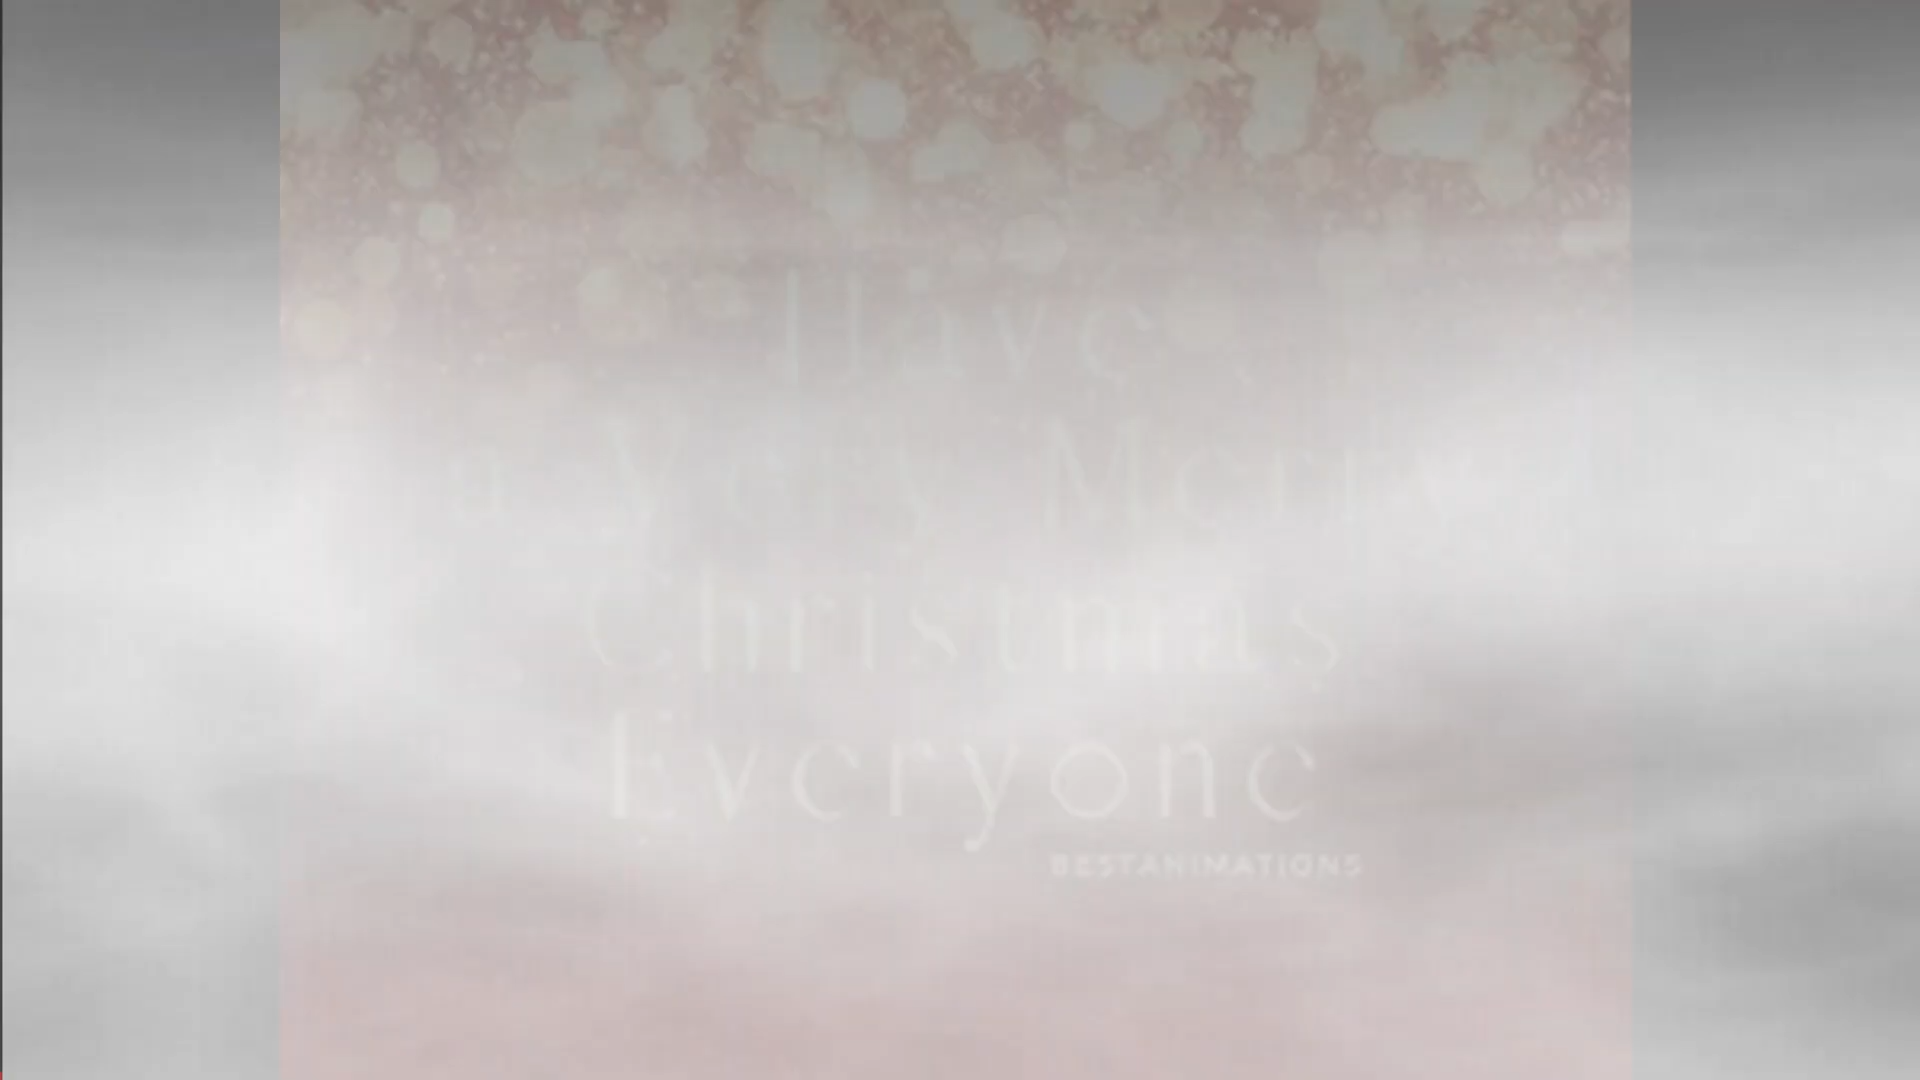 Have
a Very Merry
Christmas
Everyone
BESTANIMATIONS